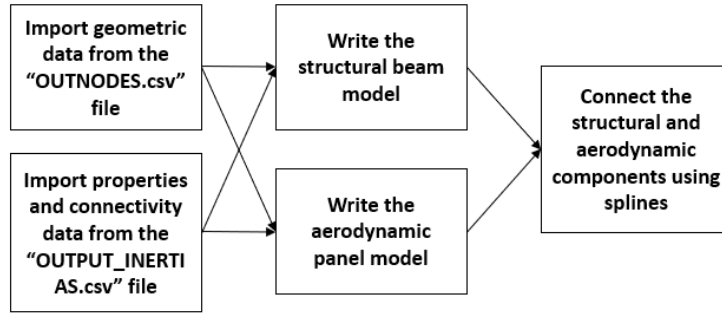 Import geometric
data from the
“OUTNODES.csv”
file
Import properties
and connectivity
data from the
“OUTPUT_INERTI
AS.csv” file
Write the
structural beam
model
Write the
aerodynamic
panel model
Connect the
structural and
aerodynamic
components using
splines